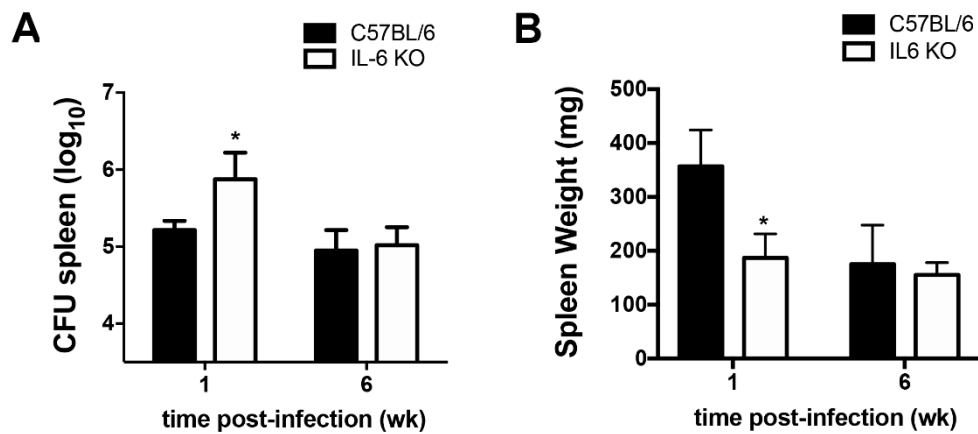 A
C57BL/6
IL-6 KO
CFU spleen (log10)
7
6
5
4
*
1
6
time post-infection (wk)
B
C57BL/6
IL6 KO
Spleen Weight (mg)
500
400
300
200
100
0
*
1
6
time post-infection (wk)